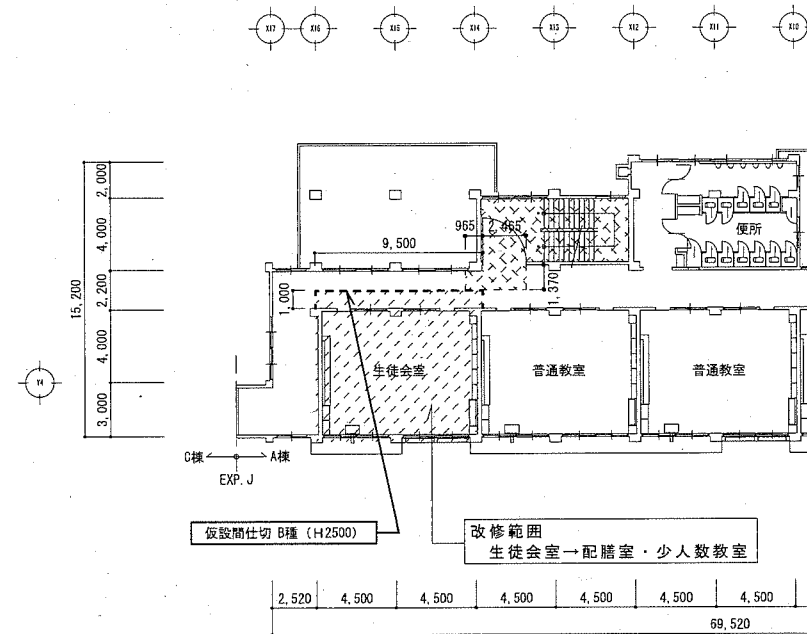 X17 X16 X15 X14 X13 X12 X11 X10
2,000
4,000
2,200
4,000
3,000
15,200
Y4
965
2,465
9,500
1,000
1,370
便所
生徒会室
普通教室
普通教室
C棟
A棟
EXP.J
仮設間仕切 B種 (H2500)
改修範囲
生徒会室→配膳室・少人数教室
2,520 4,500 4,500 4,500 4,500 4,500 4,500
69,520